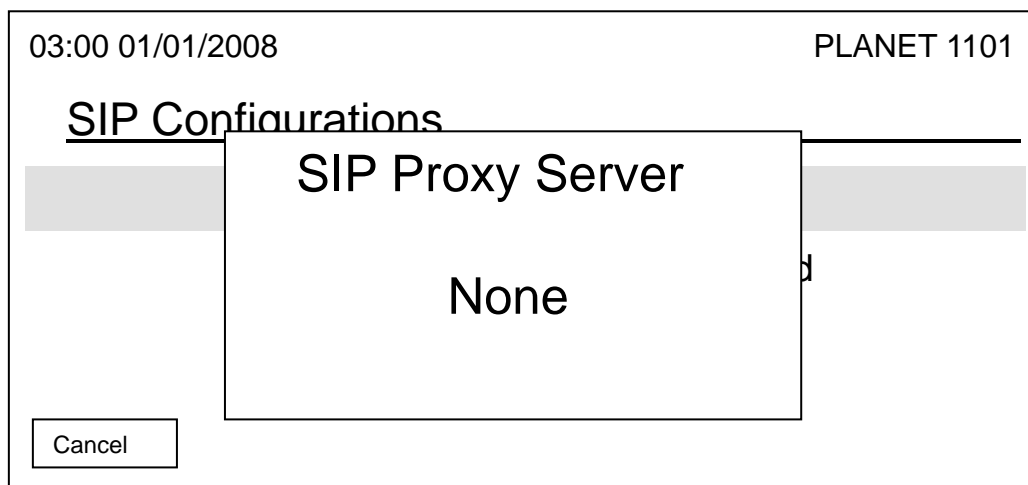 03:00 01/01/2008 PLANET 1101
SIP Configurations
SIP Proxy Server
d
None
Cancel